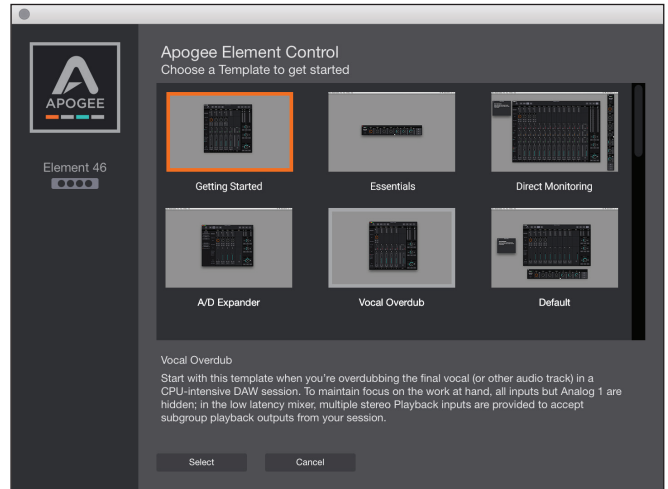 Apogee Element Control
Choose a Template to get started
APOGEE
Element 46
Getting Started
Essentials
Direct Monitoring
A/D Expander
Vocal Overdub
Default
Vocal Overdub
Start with this template when you're overdubbing the final vocal (or other audio track) in a
CPU-intensive DAW session. To maintain focus on the work at hand, all inputs but Analog 1 are
hidden; in the low latency mixer, multiple stereo Playback inputs are provided to accept
subgroup playback outputs from your session.
Select
Cancel